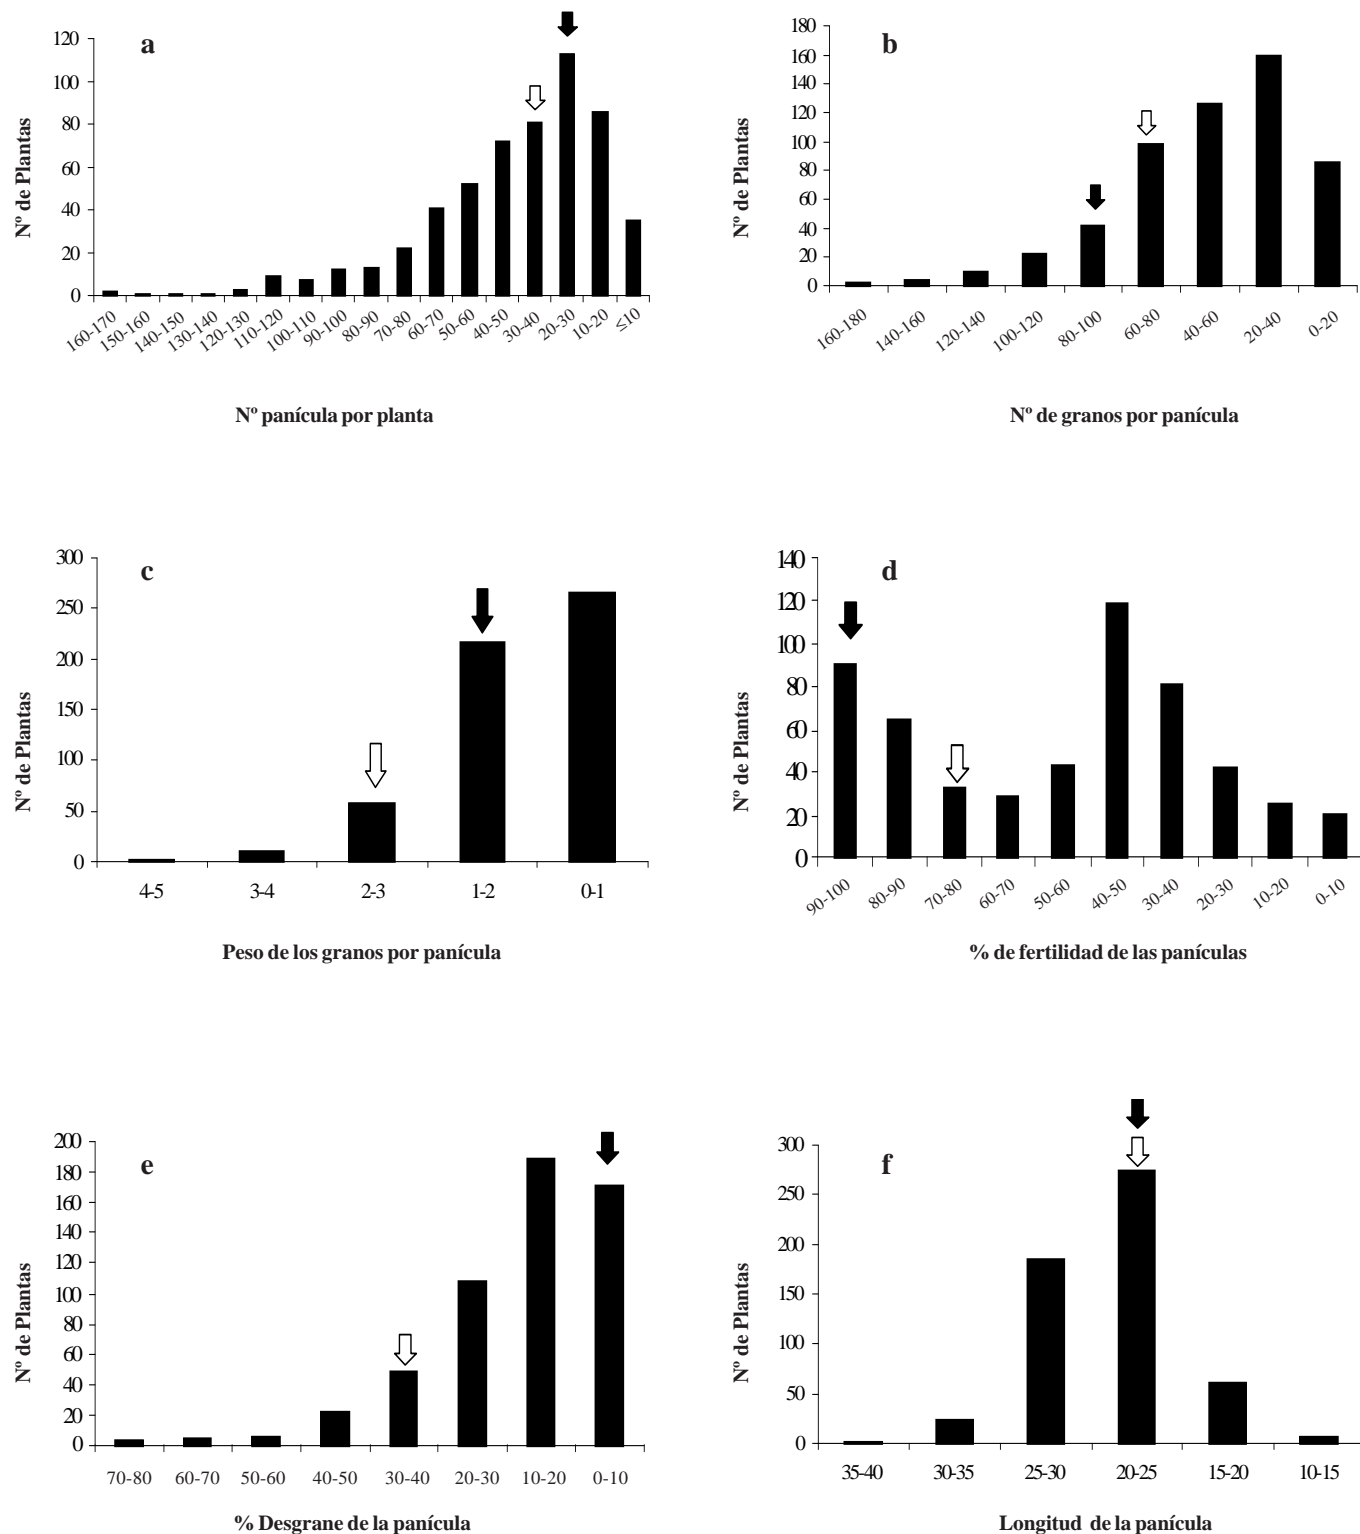 a
120
100
80
60
40
20
0
Nº de Plantas
160-170 150-160 140-150 130-140 120-130 110-120 100-110 90-100 80-90 70-80 60-70 50-60 40-50 30-40 20-30 10-20 ≤10
Nº panícula por planta
b
180
160
140
120
100
80
60
40
20
0
Nº de Plantas
160-180 140-160 120-140 100-120 80-100 60-80 40-60 20-40 0-20
Nº de granos por panícula
c
300
250
200
150
100
50
0
Nº de Plantas
4-5 3-4 2-3 1-2 0-1
Peso de los granos por panícula
d
140
120
100
80
60
40
20
0
Nº de Plantas
90-100 80-90 70-80 60-70 50-60 40-50 30-40 20-30 10-20 0-10
% de fertilidad de las panículas
e
200
180
160
140
120
100
80
60
40
20
0
Nº de Plantas
70-80 60-70 50-60 40-50 30-40 20-30 10-20 0-10
% Desgrane de la panícula
f
300
250
200
150
100
50
0
Nº de Plantas
35-40 30-35 25-30 20-25 15-20 10-15
Longitud de la panícula